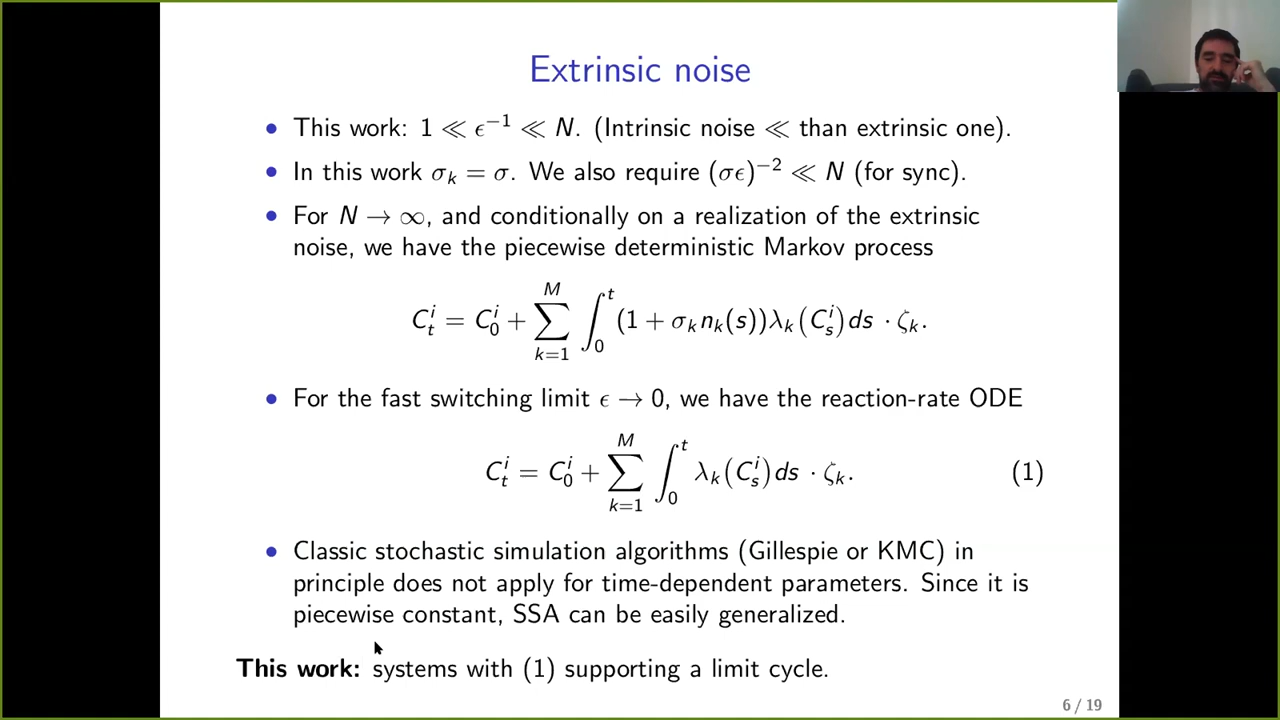 Extrinsic noise
• This work: 1 ≪ ϵ⁻¹ ≪ N. (Intrinsic noise ≪ than extrinsic one).
• In this work σ_k = σ. We also require (σϵ)⁻² ≪ N (for sync).
• For N → ∞, and conditionally on a realization of the extrinsic
noise, we have the piecewise deterministic Markov process
C_t^i = C_0^i + ∑_{k=1}^{M} ∫_0^t (1 + σ_k n_k(s))λ_k(C_s^i)ds · ζ_k.
• For the fast switching limit ϵ → 0, we have the reaction-rate ODE
C_t^i = C_0^i + ∑_{k=1}^{M} ∫_0^t λ_k(C_s^i)ds · ζ_k. (1)
• Classic stochastic simulation algorithms (Gillespie or KMC) in
principle does not apply for time-dependent parameters. Since it is
piecewise constant, SSA can be easily generalized.
This work: systems with (1) supporting a limit cycle.
6 / 19